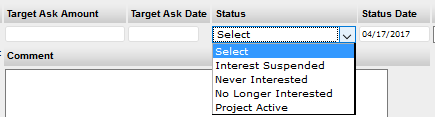 Target Ask Amount Target Ask Date Status Status Date
Select 04/17/2017
Select
Comment Interest Suspended
Never Interested
No Longer Interested
Project Active